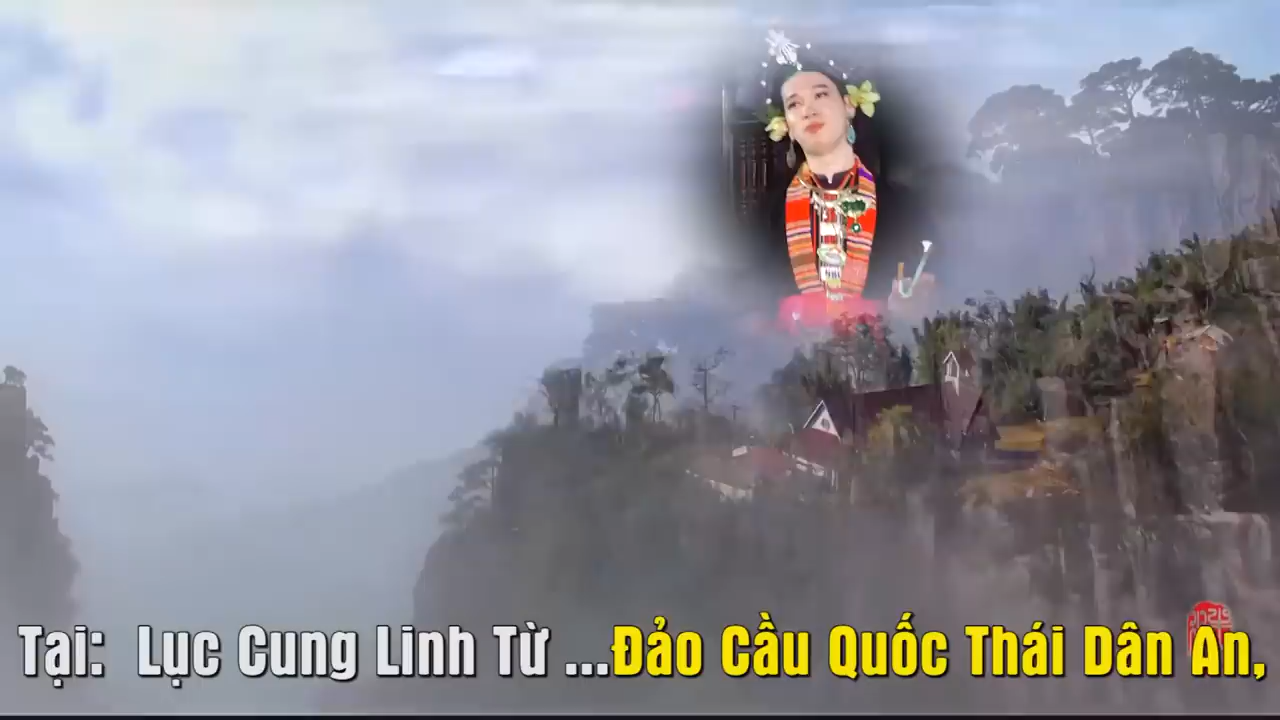 Tại: Lục Cung Linh Từ ...Đảo Cầu Quốc Thái Dân An,